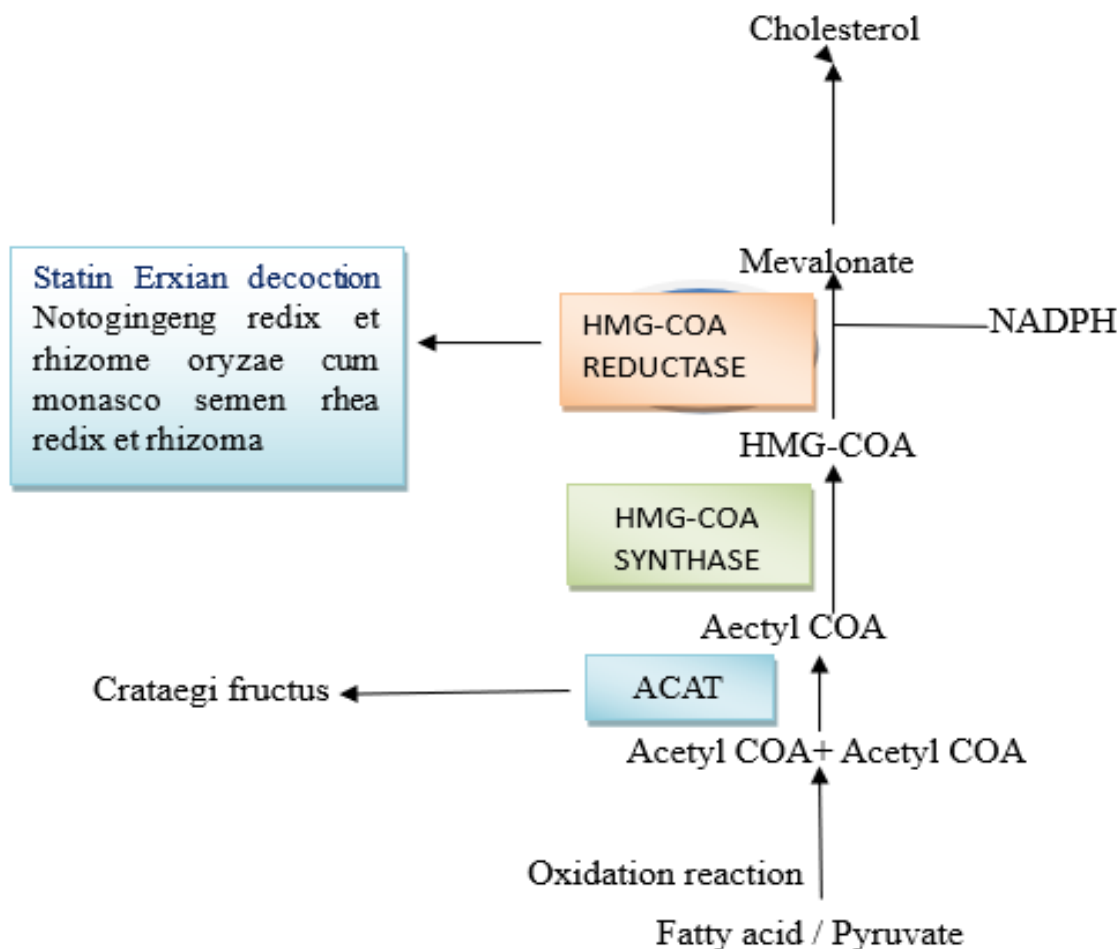 Cholesterol
Mevalonate
Statin Erxian decoction
Notogingeng redix et
rhizome oryzae cum
monasco semen rhea
redix et rhizoma
HMG-COA
REDUCTASE
NADPH
HMG-COA
HMG-COA
SYNTHASE
Aectyl COA
Crataegi fructus
ACAT
Acetyl COA+ Acetyl COA
Oxidation reaction
Fatty acid / Pyruvate